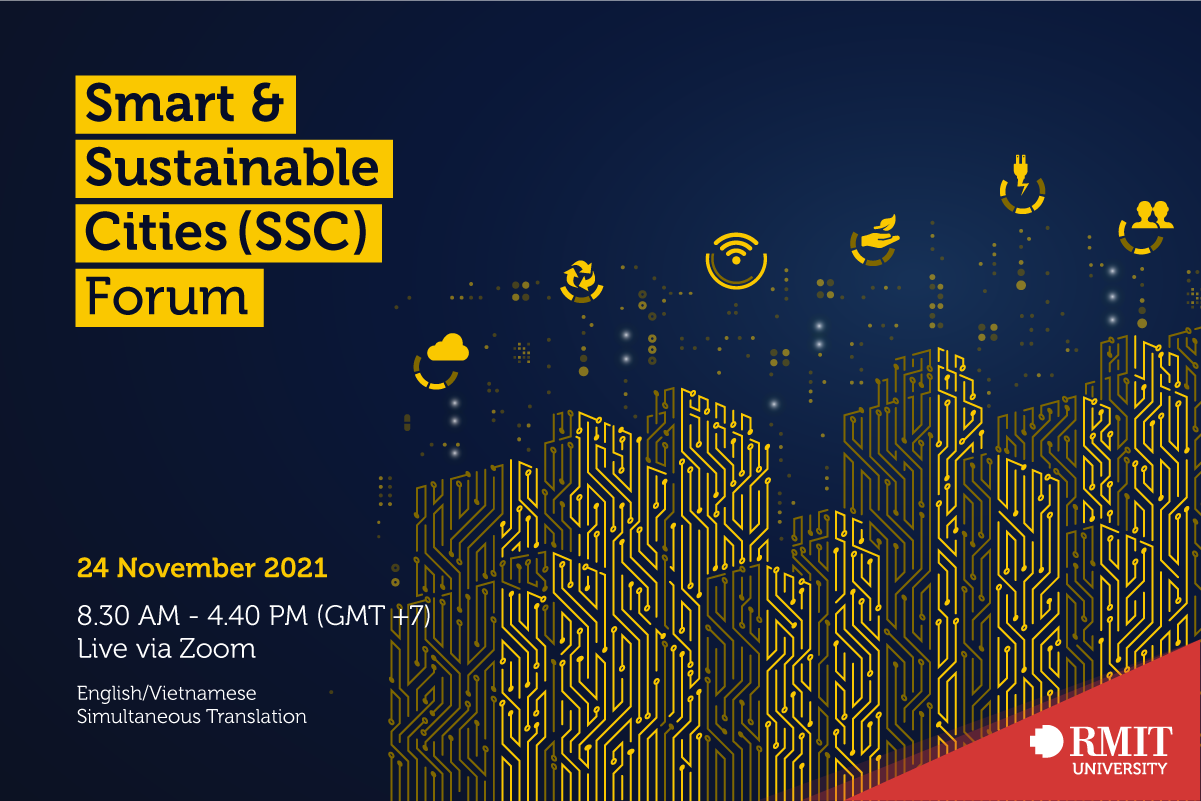 Smart &
Sustainable
Cities (SSC)
Forum
24 November 2021
8.30 AM - 4.40 PM (GMT +7)
Live via Zoom
English/Vietnamese
Simultaneous Translation
RMIT
UNIVERSITY